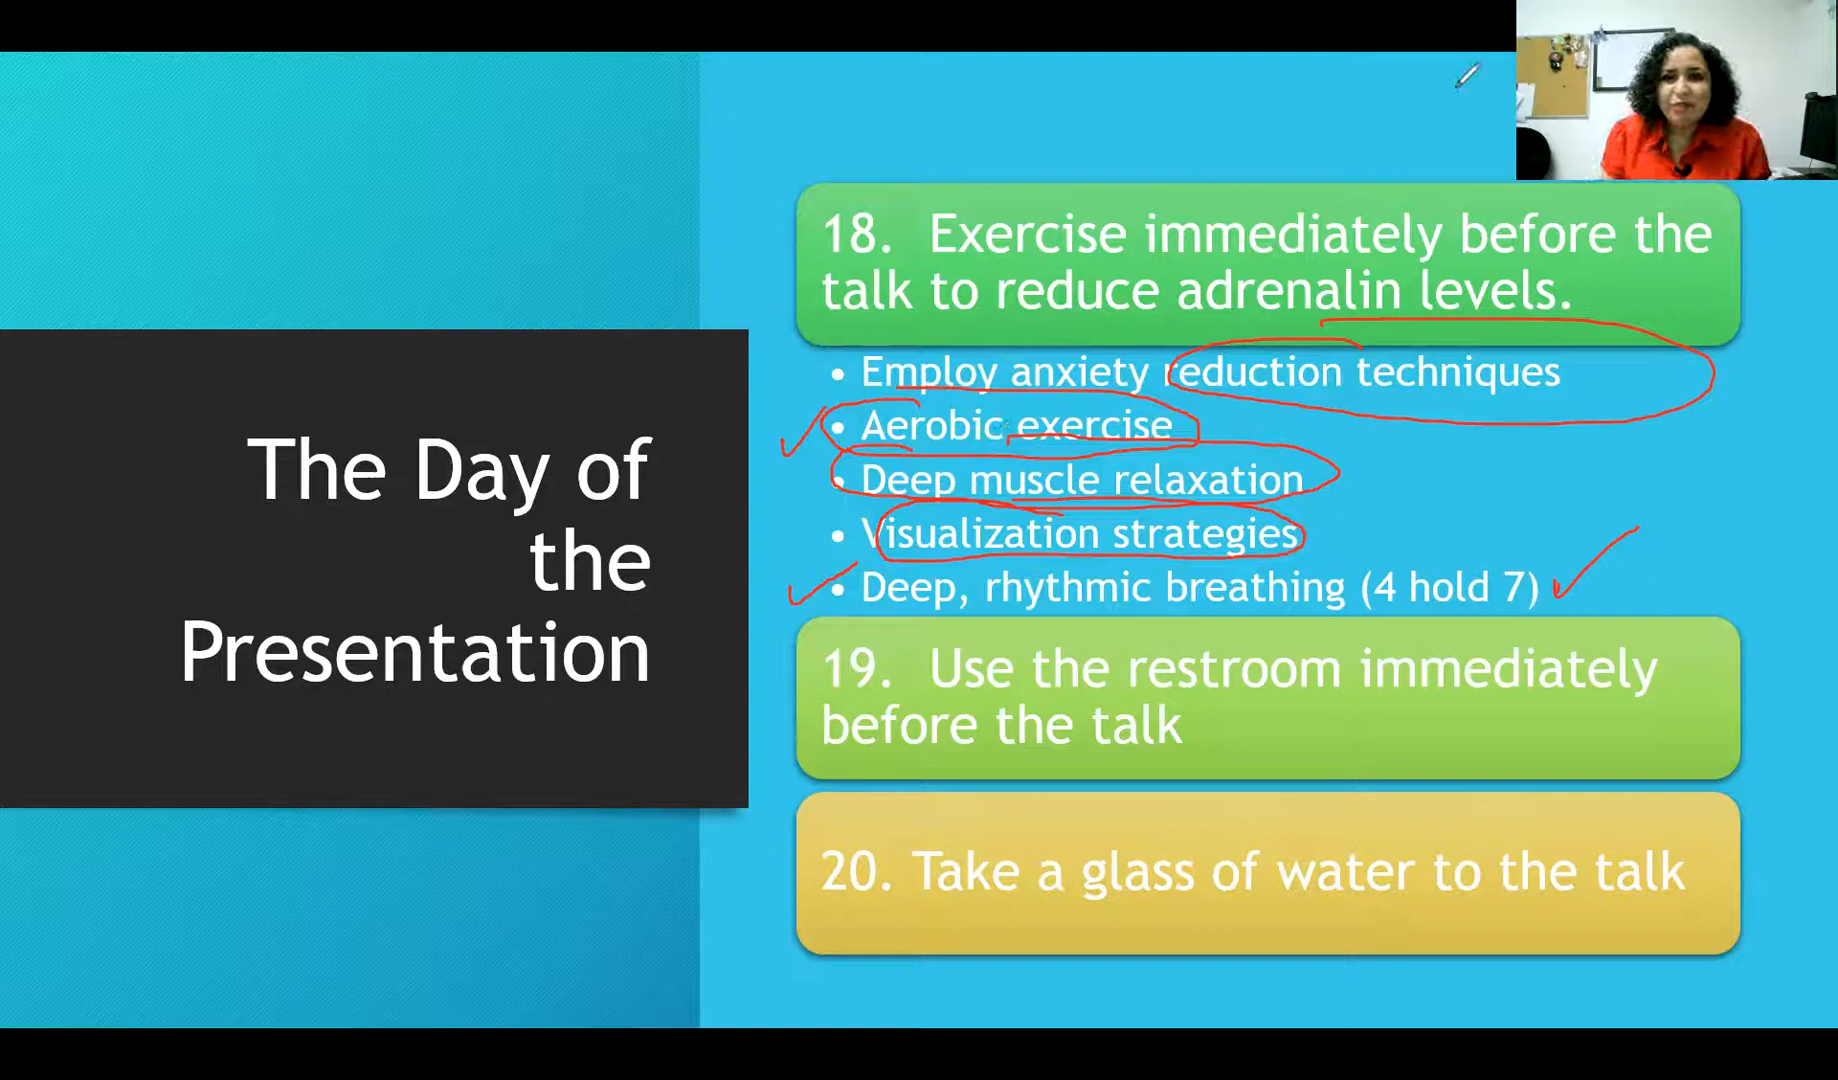 The Day of
the
Presentation
18. Exercise immediately before the
talk to reduce adrenalin levels.
• Employ anxiety reduction techniques
• Aerobic exercise
• Deep muscle relaxation
• Visualization strategies
• Deep, rhythmic breathing (4 hold 7)
19. Use the restroom immediately
before the talk
20. Take a glass of water to the talk